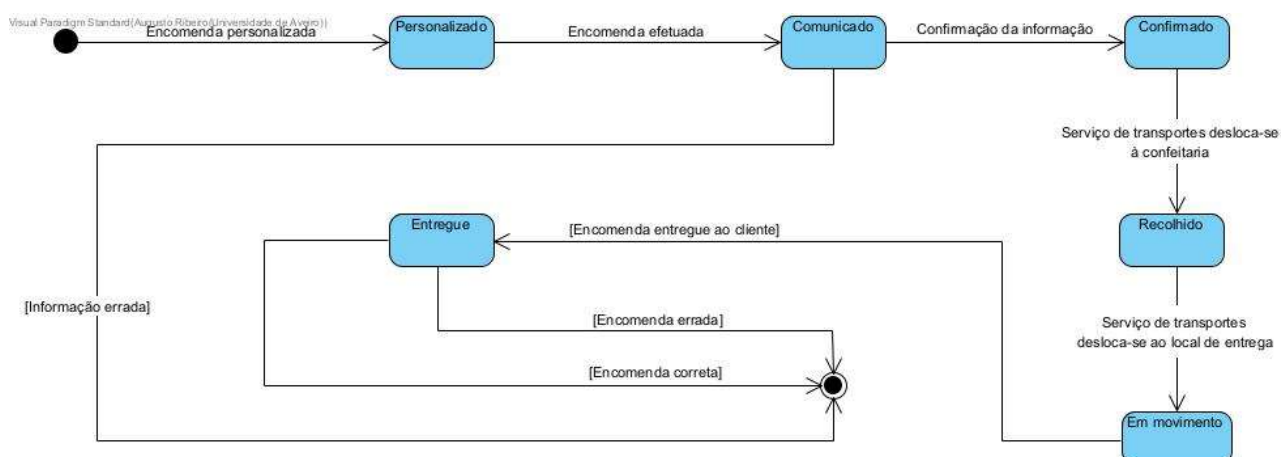 Visual Paradigm Standard(Augusto Ribeiro(Universidade de Aveiro))
Encomenda personalizada
Personalizado
Encomenda efetuada
Comunicado
Confirmação da informação
Confirmado
Serviço de transportes desloca-se
à confeitaria
Entregue
[Encomenda entregue ao cliente]
Recolhido
[Informação errada]
[Encomenda errada]
Serviço de transportes
desloca-se ao local de entrega
[Encomenda correta]
Em movimento